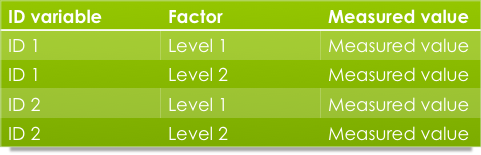 ID variable Factor Measured value
ID 1 Level 1 Measured value
ID 1 Level 2 Measured value
ID 2 Level 1 Measured value
ID 2 Level 2 Measured value